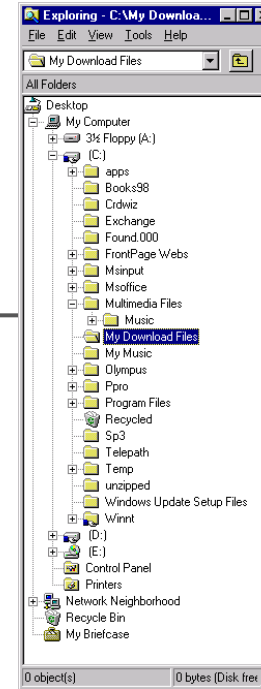 Exploring - C:\My Downloa...
File Edit View Tools Help
My Download Files
All Folders
Desktop
My Computer
3½ Floppy (A:)
(C:)
apps
Books98
Crdwiz
Exchange
Found.000
FrontPage Webs
Msinput
Msoffice
Multimedia Files
Music
My Download Files
My Music
Olympus
Ppro
Program Files
Recycled
Sp3
Telepath
Temp
unzipped
Windows Update Setup Files
Winnt
(D:)
(E:)
Control Panel
Printers
Network Neighborhood
Recycle Bin
My Briefcase
0 object(s) 0 bytes (Disk free